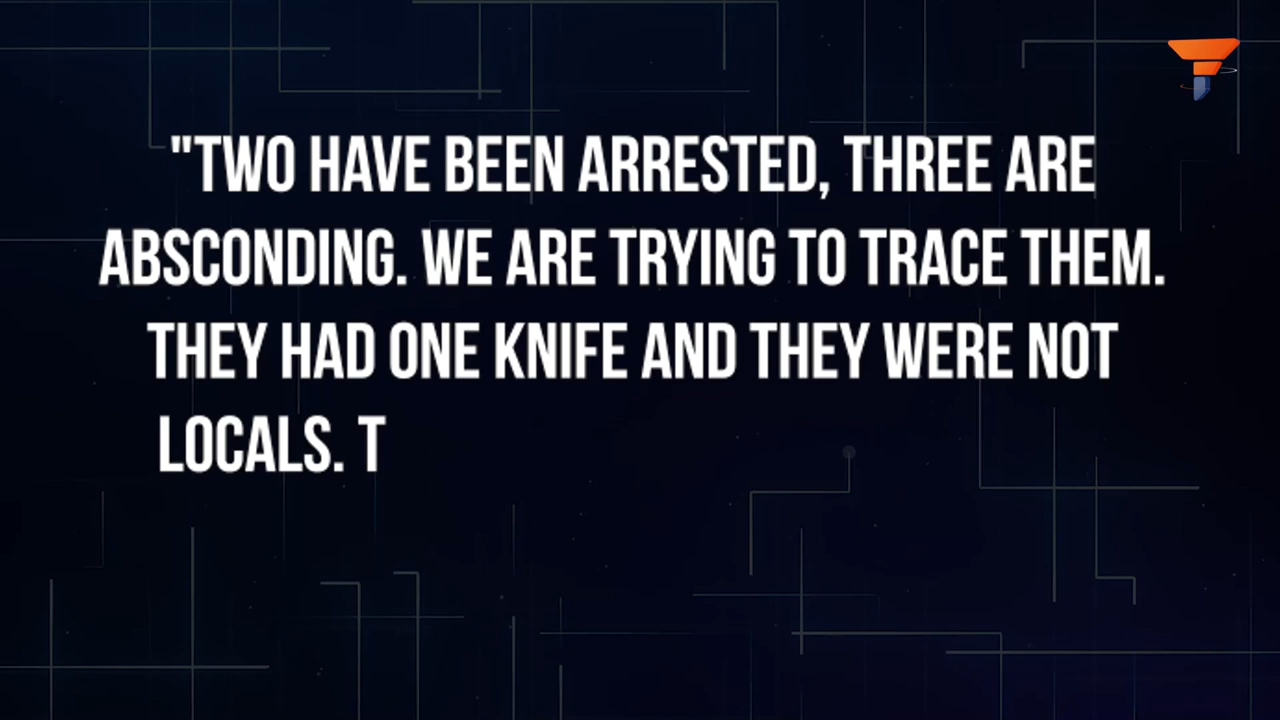 "TWO HAVE BEEN ARRESTED, THREE ARE
ABSCONDING. WE ARE TRYING TO TRACE THEM.
THEY HAD ONE KNIFE AND THEY WERE NOT
LOCALS. T